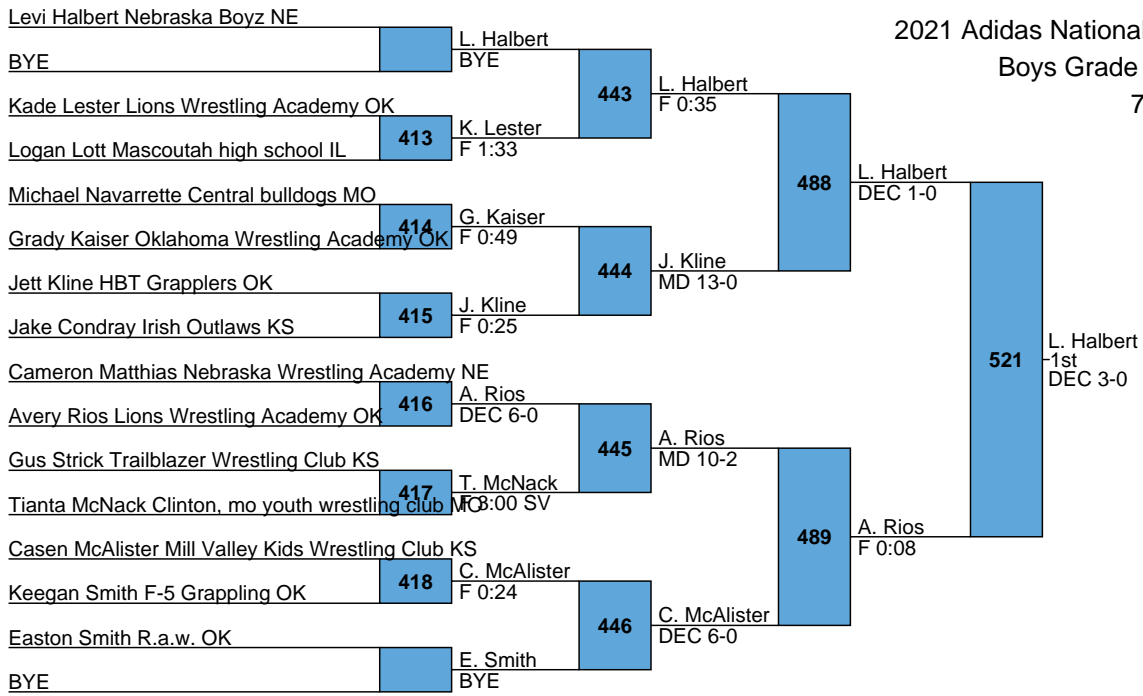 2021 Adidas National
Boys Grade
7
Levi Halbert Nebraska Boyz NE
BYE
L. Halbert
BYE
Kade Lester Lions Wrestling Academy OK
413
Logan Lott Mascoutah high school IL
K. Lester
F 1:33
443
L. Halbert
F 0:35
Michael Navarrette Central bulldogs MO
414
Grady Kaiser Oklahoma Wrestling Academy OK
G. Kaiser
F 0:49
Jett Kline HBT Grapplers OK
415
Jake Condray Irish Outlaws KS
J. Kline
F 0:25
444
J. Kline
MD 13-0
488
L. Halbert
DEC 1-0
Cameron Matthias Nebraska Wrestling Academy NE
416
Avery Rios Lions Wrestling Academy OK
A. Rios
DEC 6-0
Gus Strick Trailblazer Wrestling Club KS
417
Tianta McNack Clinton, mo youth wrestling club MO
T. McNack
F 3:00 SV
445
A. Rios
MD 10-2
Casen McAlister Mill Valley Kids Wrestling Club KS
418
Keegan Smith F-5 Grappling OK
C. McAlister
F 0:24
Easton Smith R.a.w. OK
BYE
E. Smith
BYE
446
C. McAlister
DEC 6-0
489
A. Rios
F 0:08
521
L. Halbert
1st
DEC 3-0